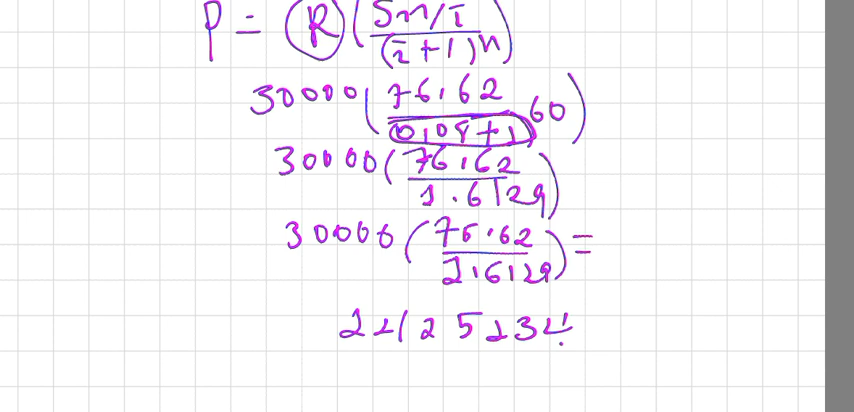 P = (R) (Sn/i / (i+1)n)
30000 (76,62 / (0,08+1) 60)
30000 (76,62 / 1.6129)
30000 (76,62 / 1,6129) =